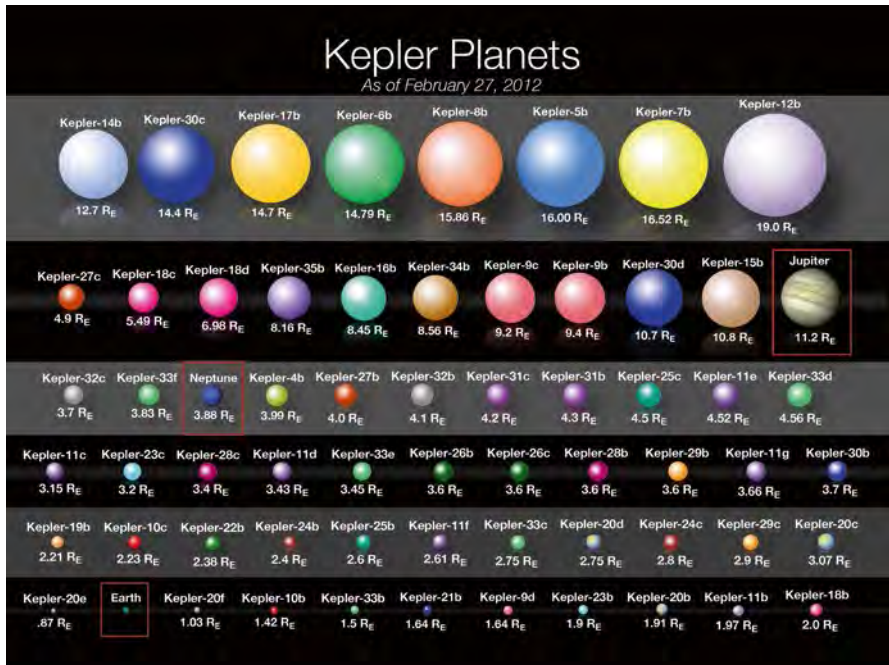 Kepler Planets
As of February 27, 2012
Kepler-14b Kepler-30c Kepler-17b Kepler-6b Kepler-8b Kepler-5b Kepler-7b Kepler-12b
12.7 RE 14.4 RE 14.7 RE 14.79 RE 15.86 RE 16.00 RE 16.52 RE 19.0 RE
Kepler-27c Kepler-18c Kepler-18d Kepler-35b Kepler-16b Kepler-34b Kepler-9c Kepler-9b Kepler-30d Kepler-15b Jupiter
4.9 RE 5.49 RE 6.98 RE 8.16 RE 8.45 RE 8.56 RE 9.2 RE 9.4 RE 10.7 RE 10.8 RE 11.2 RE
Kepler-32c Kepler-33f Neptune Kepler-4b Kepler-27b Kepler-32b Kepler-31c Kepler-31b Kepler-25c Kepler-11e Kepler-33d
3.7 RE 3.83 RE 3.88 RE 3.99 RE 4.0 RE 4.1 RE 4.2 RE 4.3 RE 4.5 RE 4.52 RE 4.56 RE
Kepler-11c Kepler-23c Kepler-28c Kepler-11d Kepler-33e Kepler-26b Kepler-26c Kepler-28b Kepler-29b Kepler-11g Kepler-30b
3.15 RE 3.2 RE 3.4 RE 3.43 RE 3.45 RE 3.6 RE 3.6 RE 3.6 RE 3.6 RE 3.66 RE 3.7 RE
Kepler-19b Kepler-10c Kepler-22b Kepler-24b Kepler-25b Kepler-11f Kepler-33c Kepler-20d Kepler-24c Kepler-29c Kepler-20c
2.21 RE 2.23 RE 2.38 RE 2.4 RE 2.6 RE 2.61 RE 2.75 RE 2.75 RE 2.8 RE 2.9 RE 3.07 RE
Kepler-20e Earth Kepler-20f Kepler-10b Kepler-33b Kepler-21b Kepler-9d Kepler-23b Kepler-20b Kepler-11b Kepler-18b
.87 RE 1.03 RE 1.42 RE 1.5 RE 1.64 RE 1.64 RE 1.9 RE 1.91 RE 1.97 RE 2.0 RE